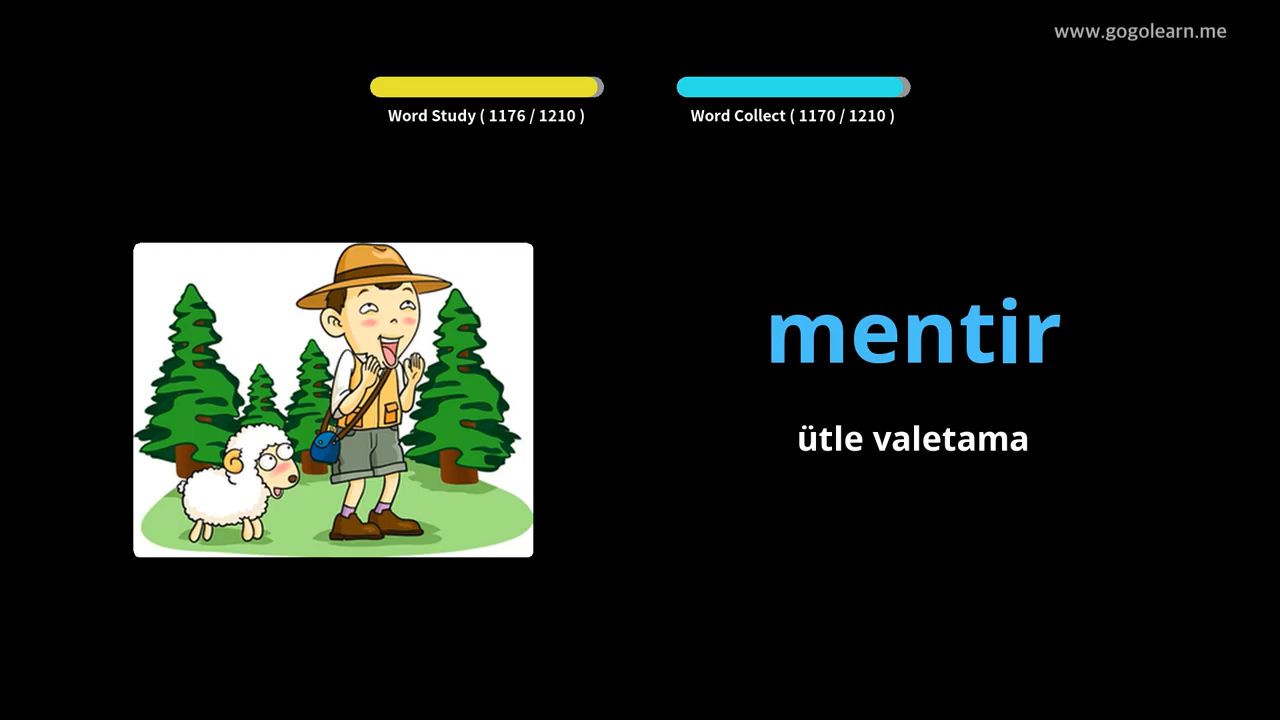 www.gogolearn.me
Word Study ( 1176 / 1210 )
Word Collect ( 1170 / 1210 )
mentir
ütle valetama